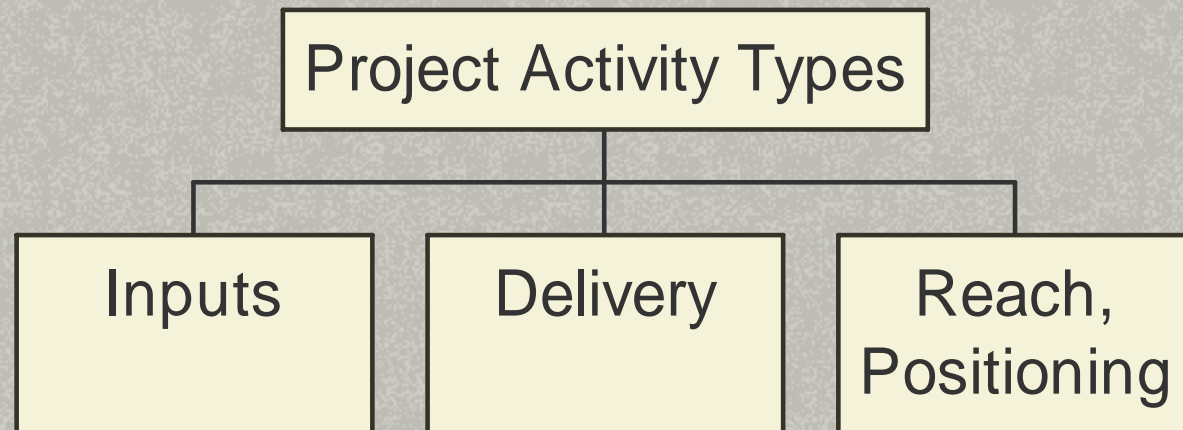 Project Activity Types
Inputs
Delivery
Reach,
Positioning